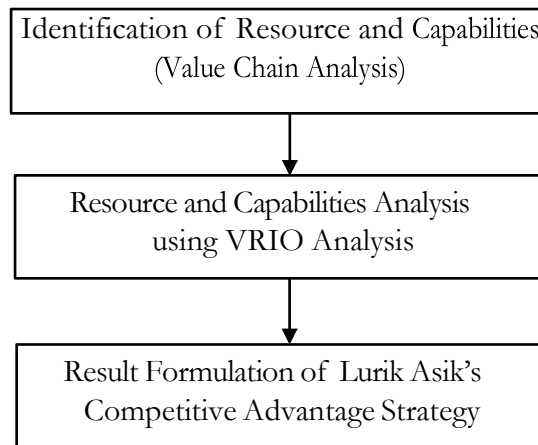 Identification of Resource and Capabilities
(Value Chain Analysis)
Resource and Capabilities Analysis
using VRIO Analysis
Result Formulation of Lurik Asik’s
Competitive Advantage Strategy